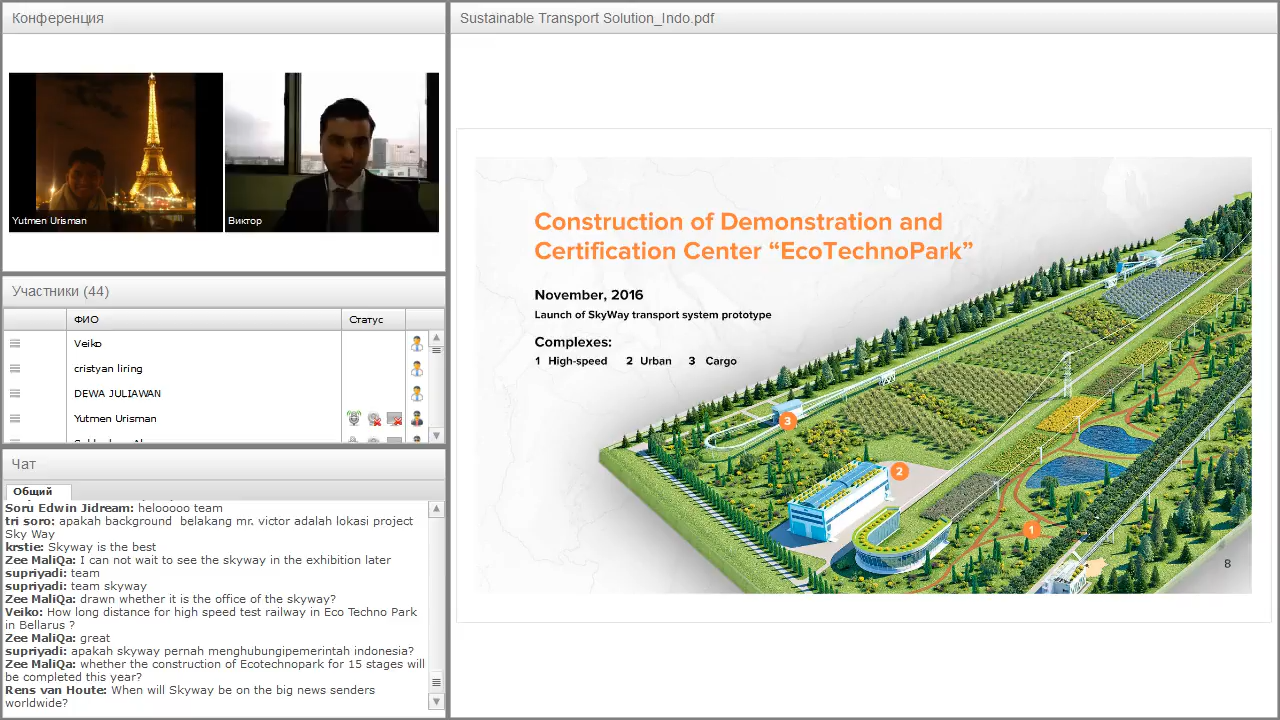 Конференция
Yutmen Urisman
Виктор
Участники (44)
ФИО
Статус
Veiko
cristyan liring
DEWA JULIAWAN
Yutmen Urisman
Чат
Общий
Soru Edwin Jidream: helooooo team
tri soro: apakah background belakang mr. victor adalah lokasi project
Sky Way
krstie: Skyway is the best
Zee MaliQa: I can not wait to see the skyway in the exhibition later
supriyadi: team
supriyadi: team skyway
Zee MaliQa: drawn whether it is the office of the skyway?
Veiko: How long distance for high speed test railway in Eco Techno Park
in Bellarus ?
Zee MaliQa: great
supriyadi: apakah skyway pernah menghubungipemerintah indonesia?
Zee MaliQa: whether the construction of Ecotechnopark for 15 stages will
be completed this year?
Rens van Houte: When will Skyway be on the big news senders
worldwide?
Sustainable Transport Solution_Indo.pdf
Construction of Demonstration and
Certification Center “EcoTechnoPark”
November, 2016
Launch of SkyWay transport system prototype
Complexes:
1 High-speed 2 Urban 3 Cargo
3
2
1
8